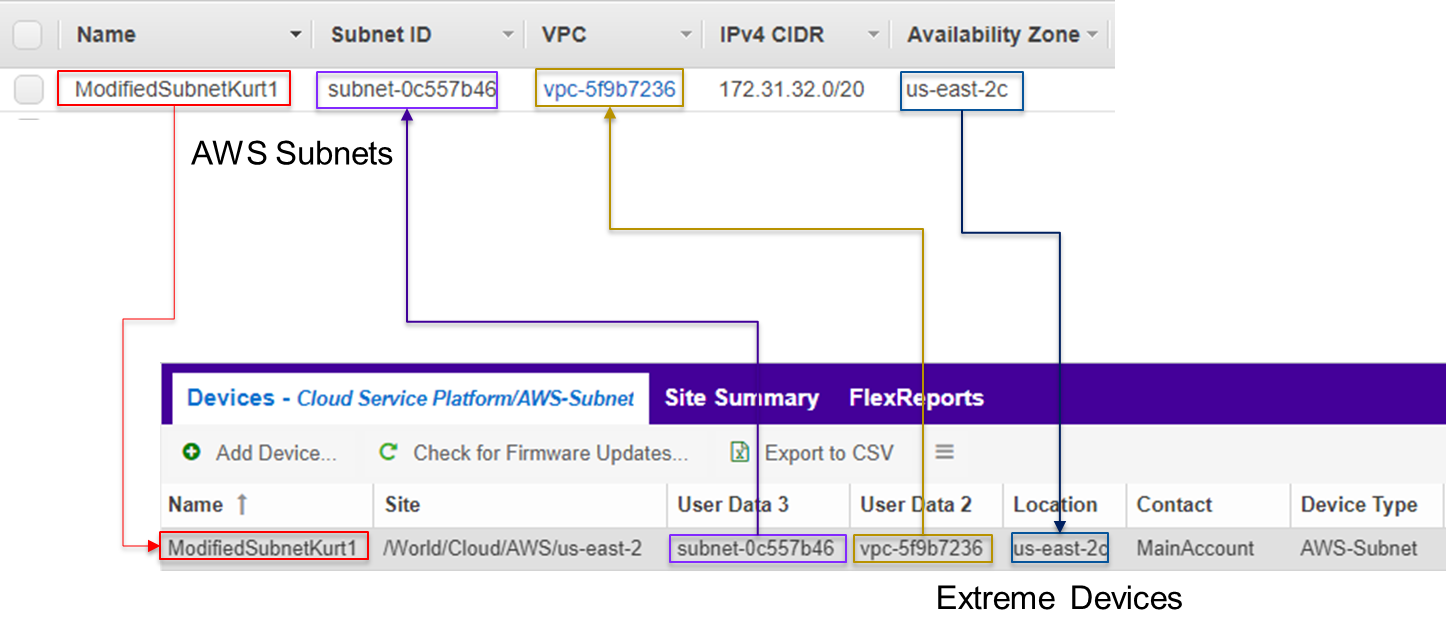 Name Subnet ID VPC IPv4 CIDR Availability Zone
ModifiedSubnetKurt1 subnet-0c557b46 vpc-5f9b7236 172.31.32.0/20 us-east-2c
AWS Subnets
Devices - Cloud Service Platform/AWS-Subnet Site Summary FlexReports
Add Device... Check for Firmware Updates... Export to CSV
Name Site User Data 3 User Data 2 Location Contact Device Type
ModifiedSubnetKurt1 /World/Cloud/AWS/us-east-2 subnet-0c557b46 vpc-5f9b7236 us-east-2c MainAccount AWS-Subnet
Extreme Devices